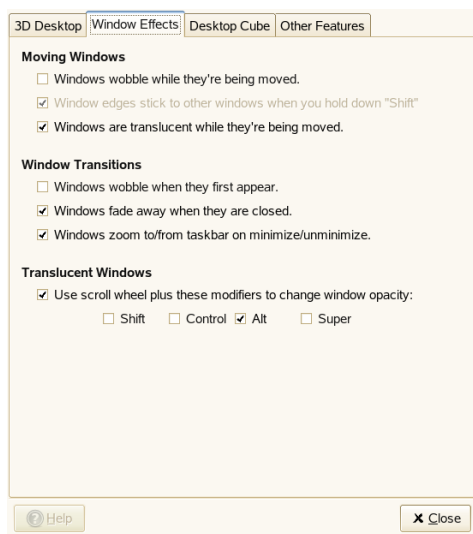 3D Desktop Window Effects Desktop Cube Other Features
Moving Windows
Windows wobble while they're being moved.
Window edges stick to other windows when you hold down "Shift"
Windows are translucent while they're being moved.
Window Transitions
Windows wobble when they first appear.
Windows fade away when they are closed.
Windows zoom to/from taskbar on minimize/unminimize.
Translucent Windows
Use scroll wheel plus these modifiers to change window opacity:
Shift Control Alt Super
Help Close